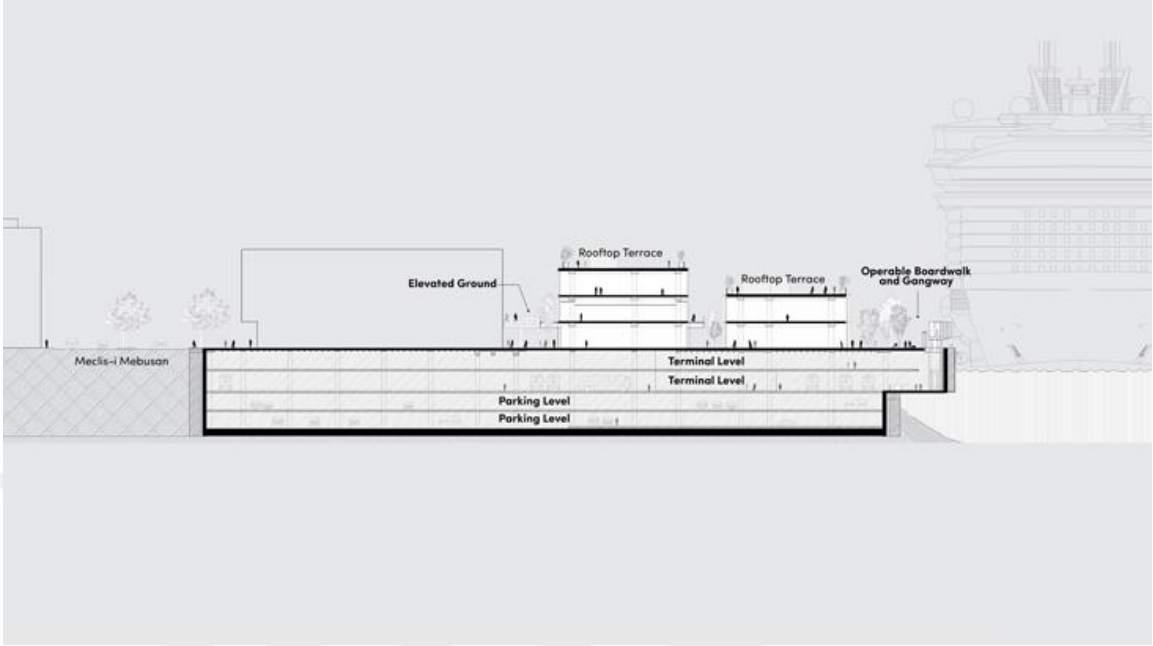 Rooftop Terrace
Rooftop Terrace
Operable Boardwalk
and Gangway
Elevated Ground
Meclis-i Mebusan
Terminal Level
Terminal Level
Parking Level
Parking Level